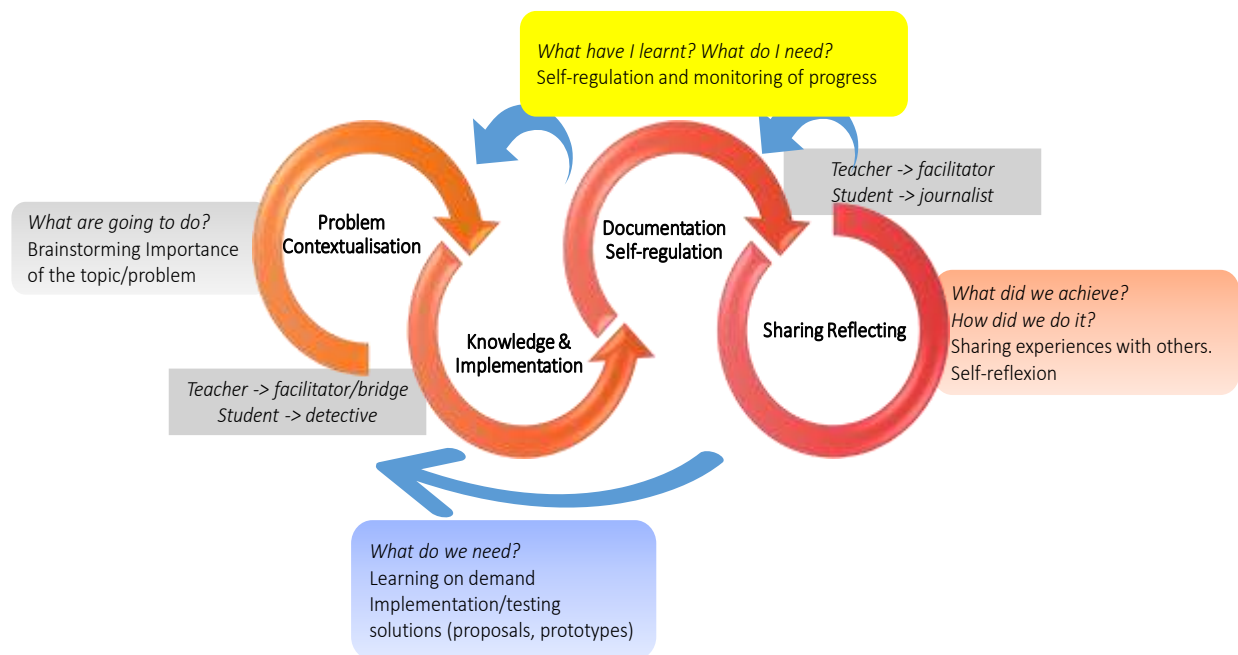 What have I learnt? What do I need?
Self-regulation and monitoring of progress
Teacher -> facilitator
Student -> journalist
What are going to do?
Brainstorming Importance
of the topic/problem
Problem
Contextualisation
Documentation
Self-regulation
Knowledge &
Implementation
Sharing Reflecting
What did we achieve?
How did we do it?
Sharing experiences with others.
Self-reflexion
Teacher -> facilitator/bridge
Student -> detective
What do we need?
Learning on demand
Implementation/testing
solutions (proposals, prototypes)